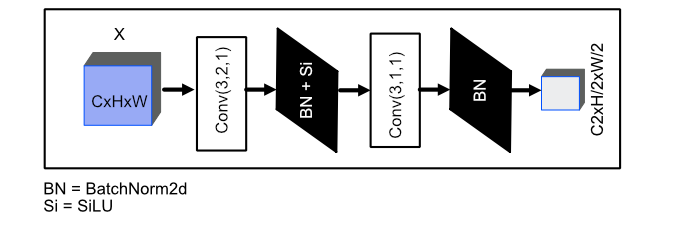 X
CxHxW
Conv(3,2,1)
BN + Si
Conv(3,1,1)
BN
C2xH/2xW/2
BN = BatchNorm2d
Si = SiLU